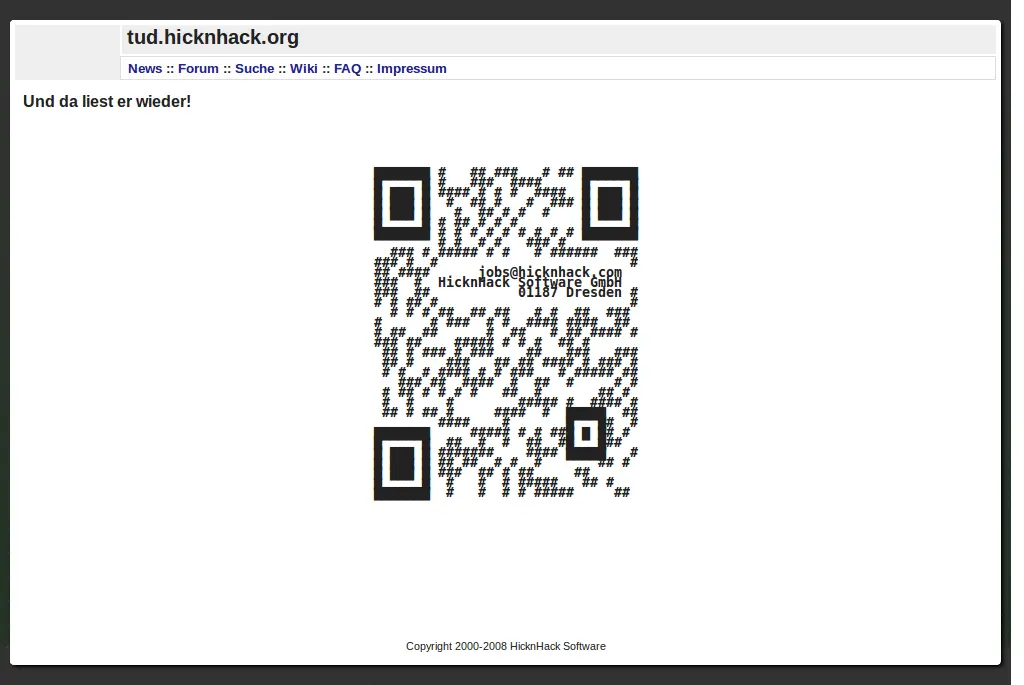 tud.hicknhack.org
News :: Forum :: Suche :: Wiki :: FAQ :: Impressum
Und da liest er wieder!
jobs@hicknhack.com
HicknHack Software GmbH
01187 Dresden
Copyright 2000-2008 HicknHack Software